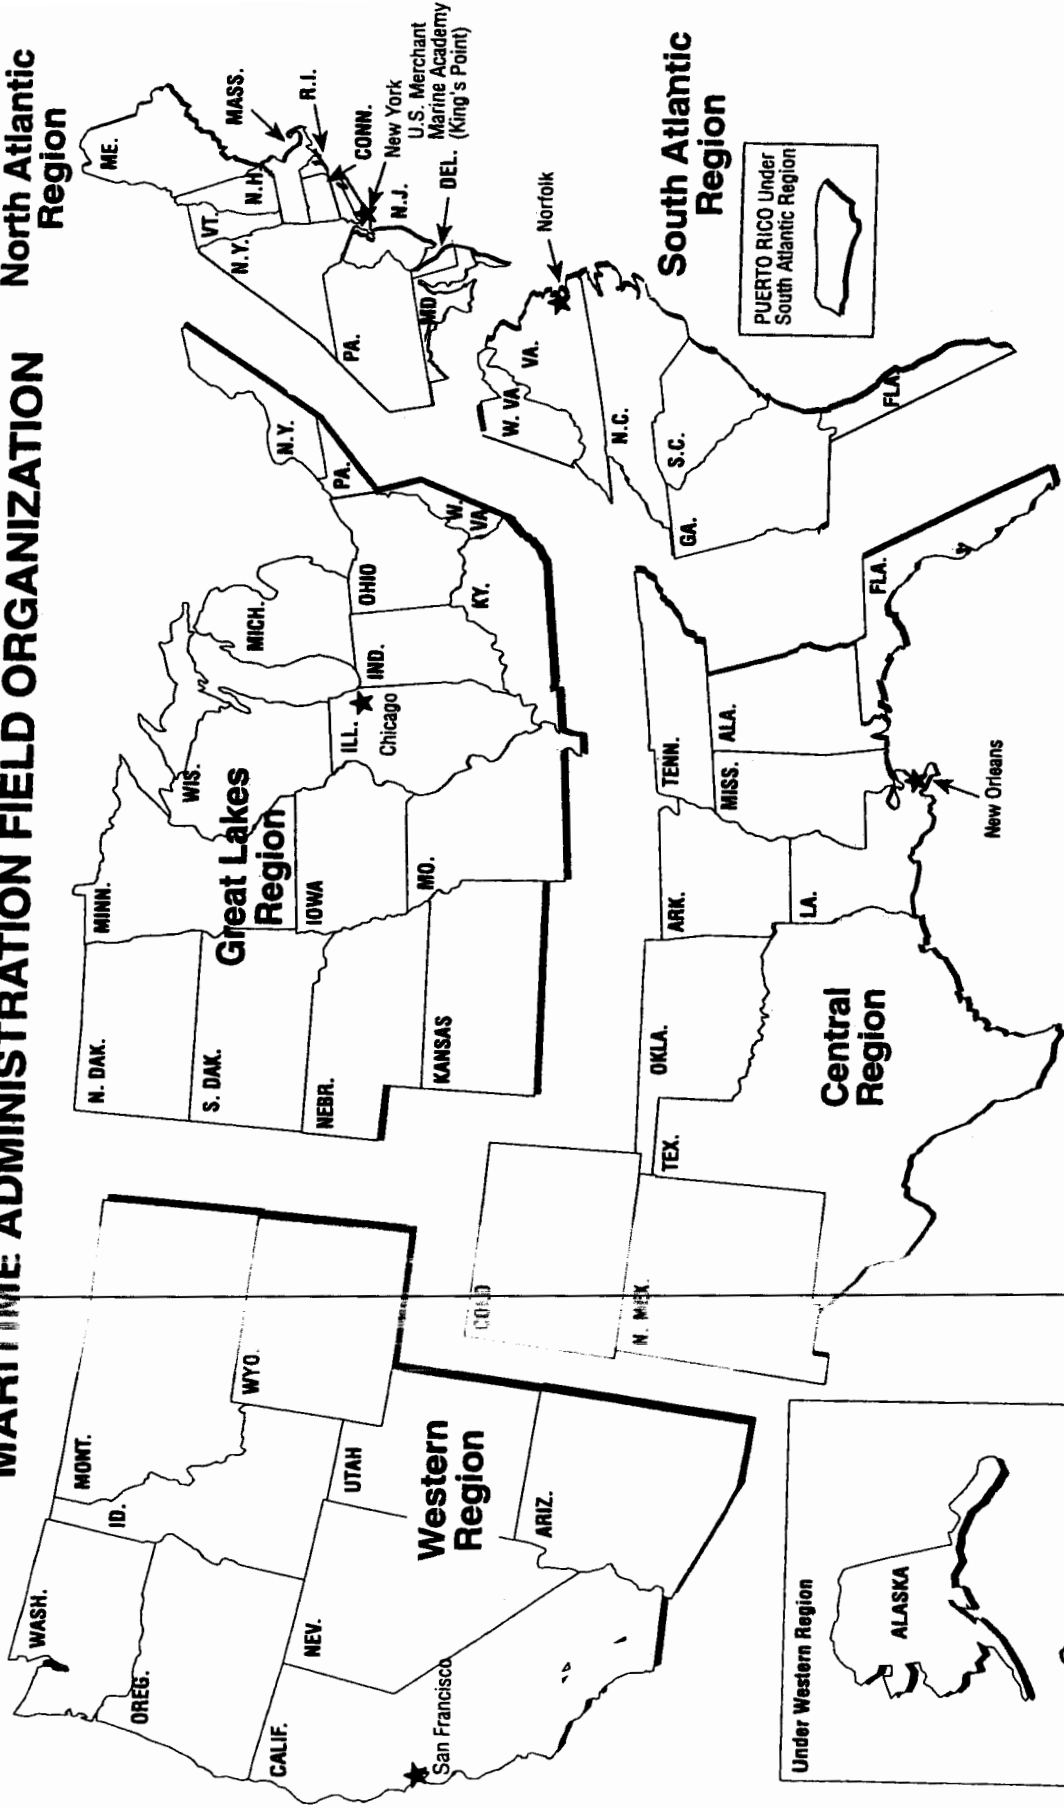 MARITIME ADMINISTRATION FIELD ORGANIZATION
North Atlantic
Region
WASH.
OREG.
ID.
MONT.
WYO.
CALIF.
NEV.
UTAH
ARIZ.
Western
Region
San Francisco
Under Western Region
ALASKA
N. DAK.
S. DAK.
NEBR.
KANSAS
MINN.
IOWA
MO.
WIS.
Great Lakes
Region
ILL.
Chicago
MICH.
IND.
OHIO
KY.
W.
VA.
PA.
N.Y.
COLO
N. MEX.
TEX.
OKLA.
ARK.
LA.
Central
Region
TENN.
MISS.
ALA.
FLA.
New Orleans
ME.
VT.
N.H.
N.Y.
MASS.
R.I.
CONN.
New York
U.S. Merchant
Marine Academy
(King's Point)
N.J.
DEL.
PA.
MD
W. VA.
VA.
Norfolk
N.C.
S.C.
GA.
FLA.
South Atlantic
Region
PUERTO RICO Under
South Atlantic Region